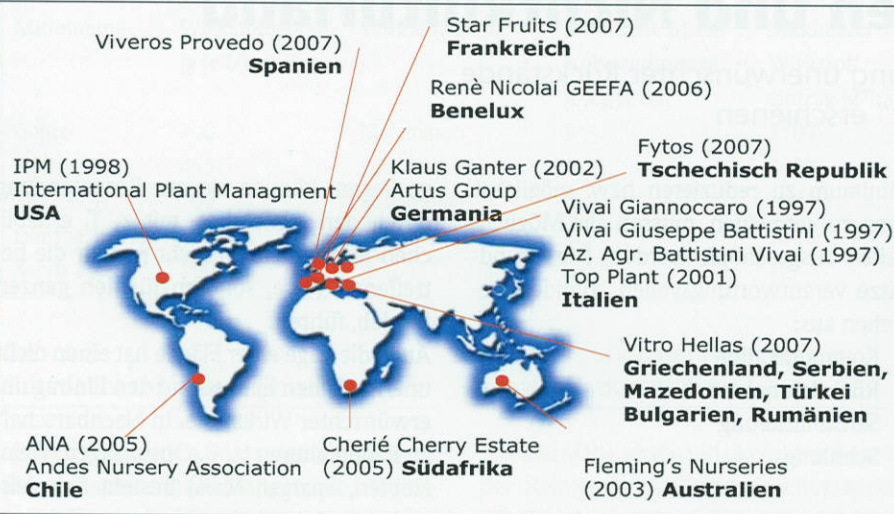 Viveros Provedo (2007)
Spanien
Star Fruits (2007)
Frankreich
Renè Nicolai GEEFA (2006)
Benelux
Fytos (2007)
Tschechisch Republik
IPM (1998)
International Plant Managment
USA
Klaus Ganter (2002)
Artus Group
Germania
Vivai Giannoccaro (1997)
Vivai Giuseppe Battistini (1997)
Az. Agr. Battistini Vivai (1997)
Top Plant (2001)
Italien
Vitro Hellas (2007)
Griechenland, Serbien,
Mazedonien, Türkei
Bulgarien, Rumänien
ANA (2005)
Andes Nursery Association
Chile
Cherié Cherry Estate
(2005) Südafrika
Fleming's Nurseries
(2003) Australien